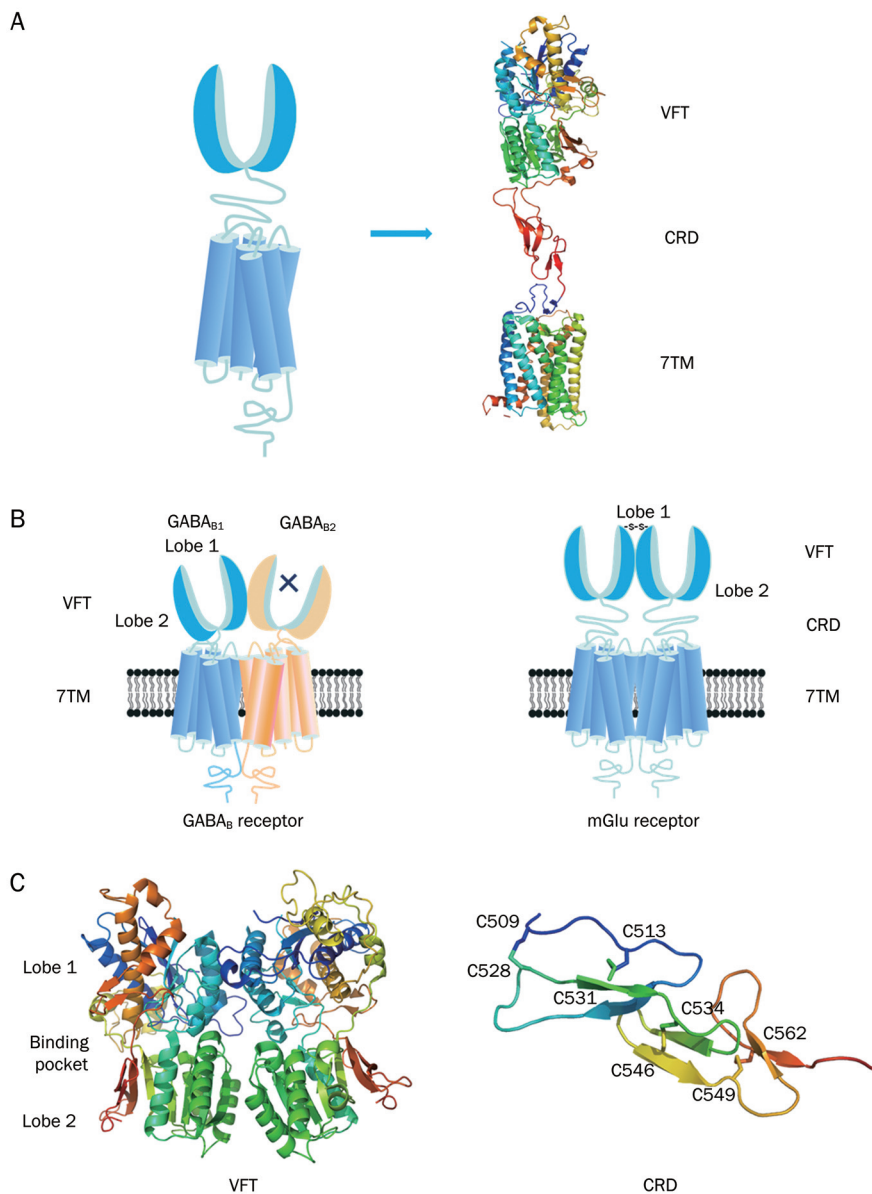 A
VFT
CRD
7TM
B
GABAB1
GABAB2
Lobe 1
VFT
Lobe 2
7TM
GABAB receptor
Lobe 1
-s-s-
VFT
Lobe 2
CRD
7TM
mGlu receptor
C
Lobe 1
Binding
pocket
Lobe 2
VFT
C509
C513
C528
C531
C534
C562
C546
C549
CRD